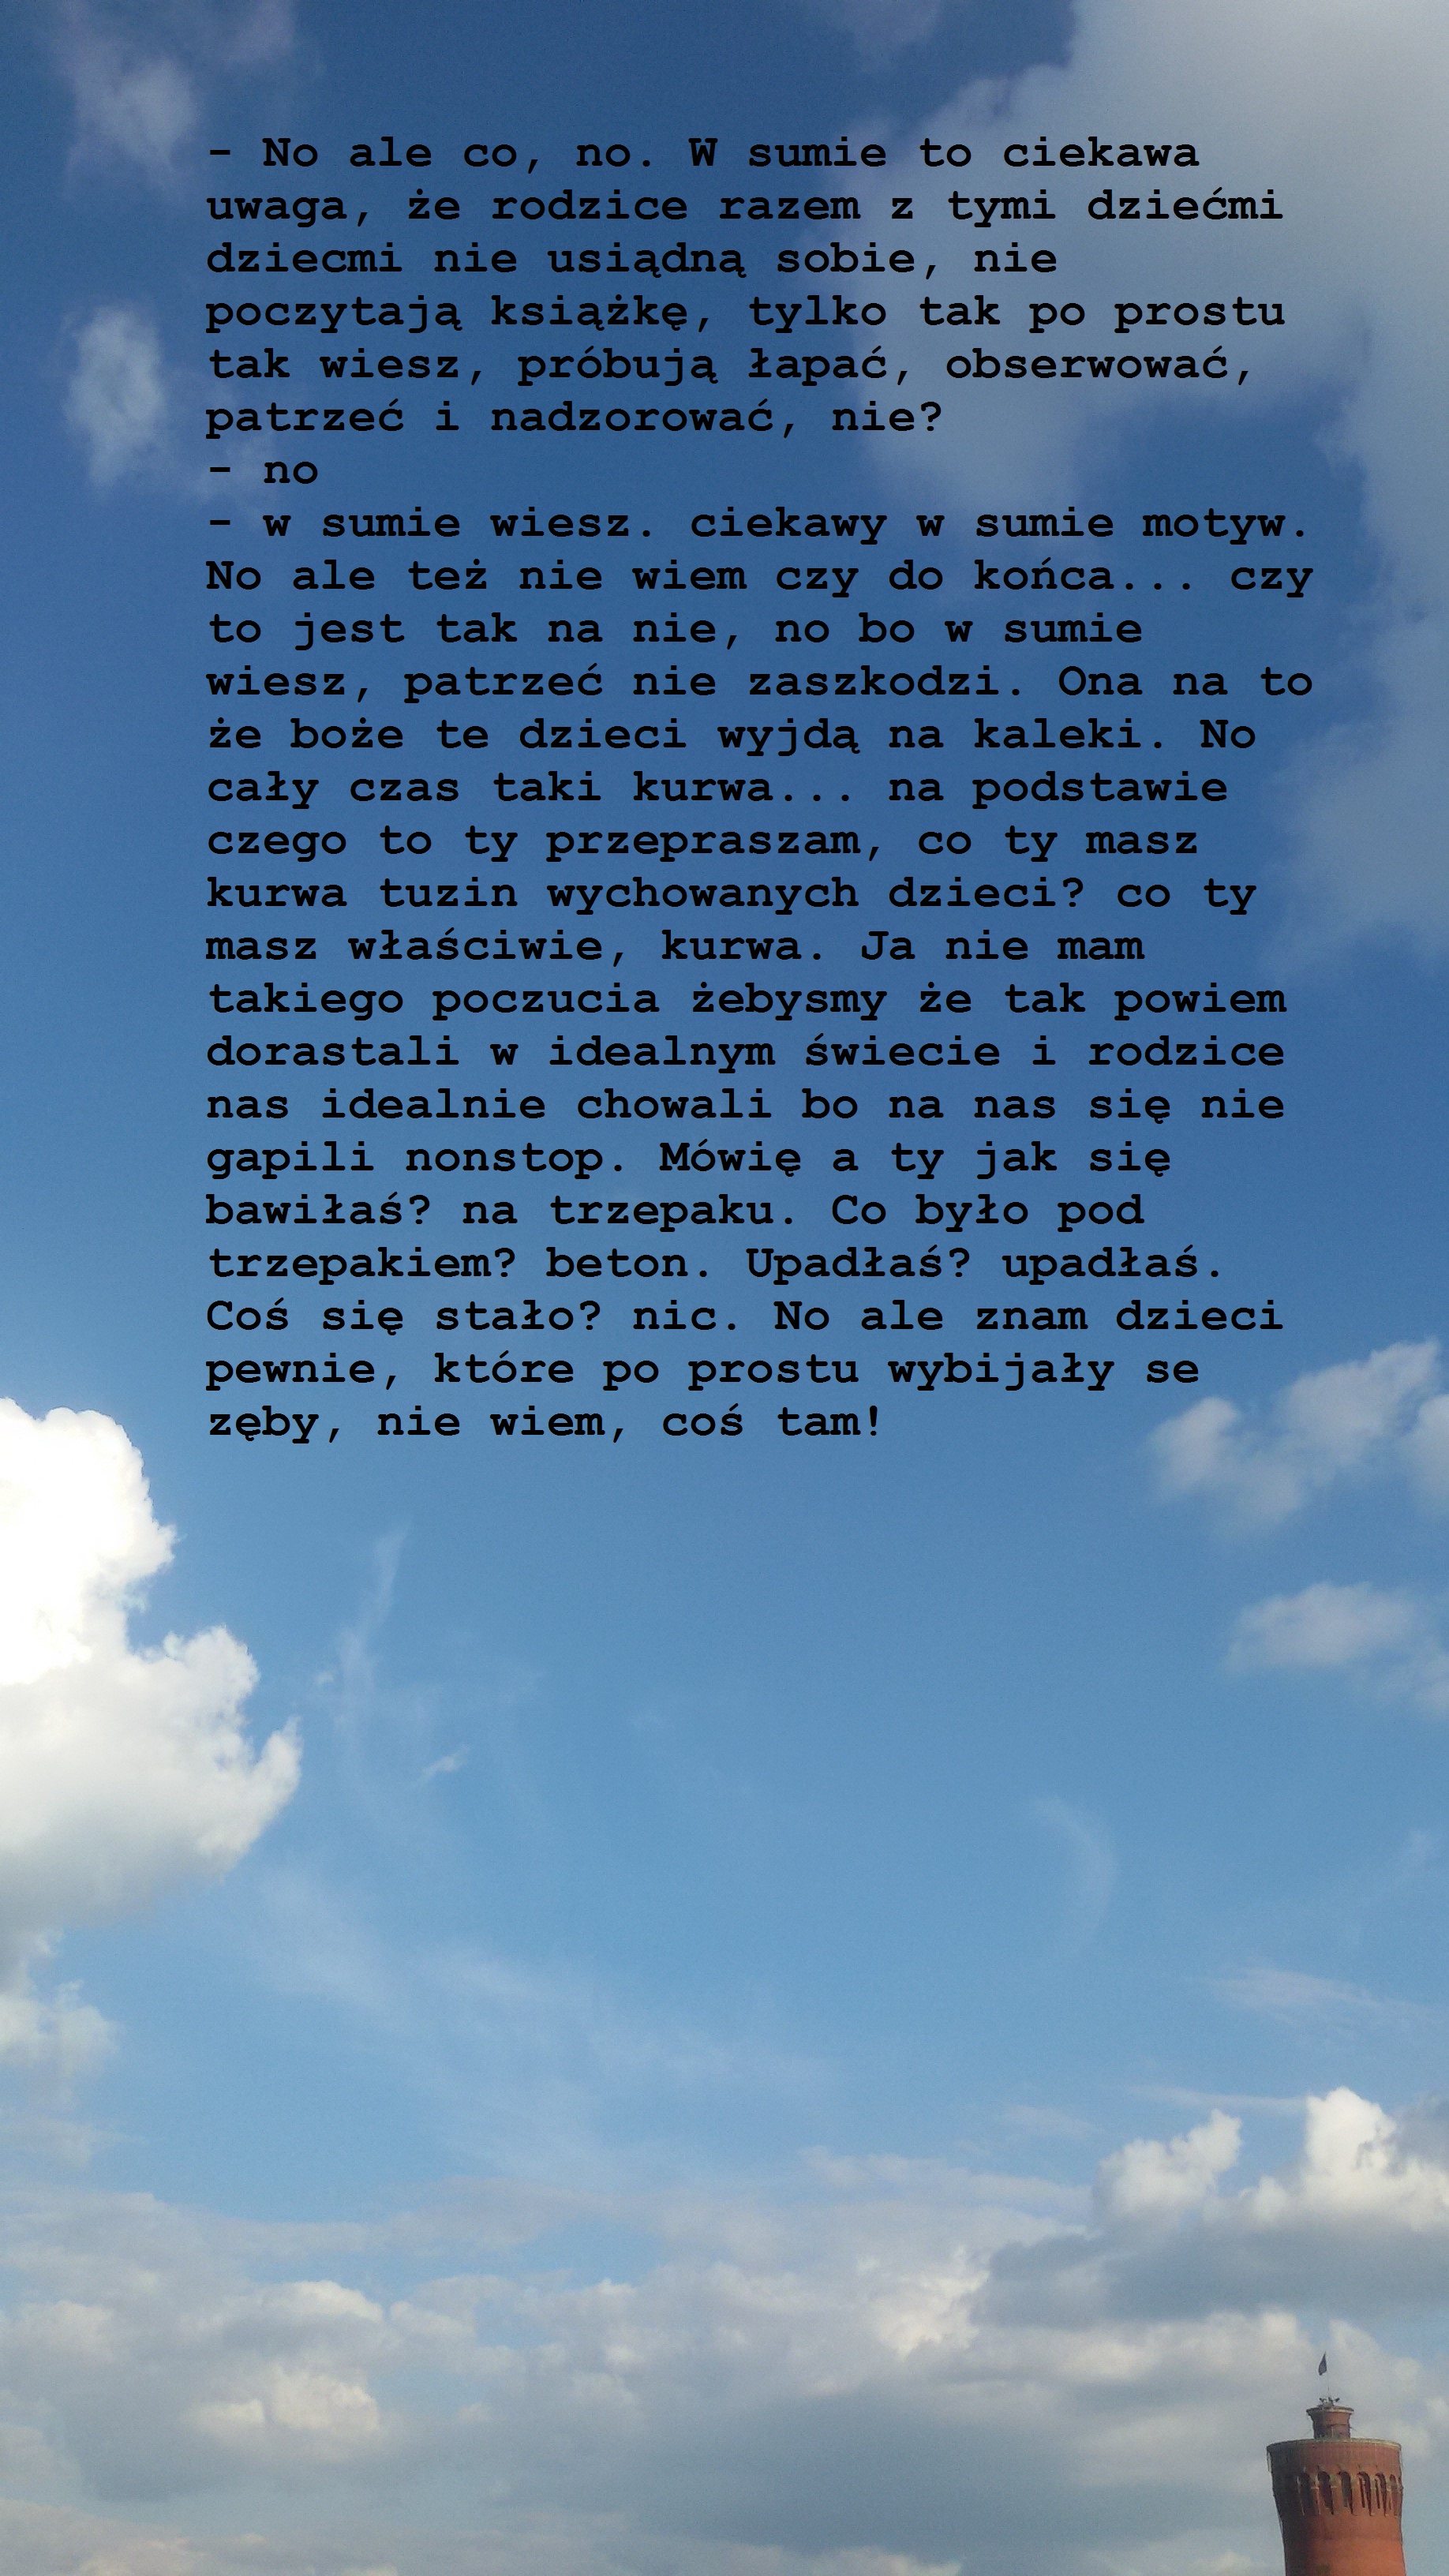 - No ale co, no. W sumie to ciekawa
uwaga, że rodzice razem z tymi dziećmi
dziecmi nie usiądną sobie, nie
poczytają książkę, tylko tak po prostu
tak wiesz, próbują łapać, obserwować,
patrzeć i nadzorować, nie?
- no
- w sumie wiesz. ciekawy w sumie motyw.
No ale też nie wiem czy do końca... czy
to jest tak na nie, no bo w sumie
wiesz, patrzeć nie zaszkodzi. Ona na to
że boże te dzieci wyjdą na kaleki. No
cały czas taki kurwa... na podstawie
czego to ty przepraszam, co ty masz
kurwa tuzin wychowanych dzieci? co ty
masz właściwie, kurwa. Ja nie mam
takiego poczucia żebysmy że tak powiem
dorastali w idealnym świecie i rodzice
nas idealnie chowali bo na nas się nie
gapili nonstop. Mówię a ty jak się
bawiłaś? na trzepaku. Co było pod
trzepakiem? beton. Upadłaś? upadłaś.
Coś się stało? nic. No ale znam dzieci
pewnie, które po prostu wybijały se
zęby, nie wiem, coś tam!